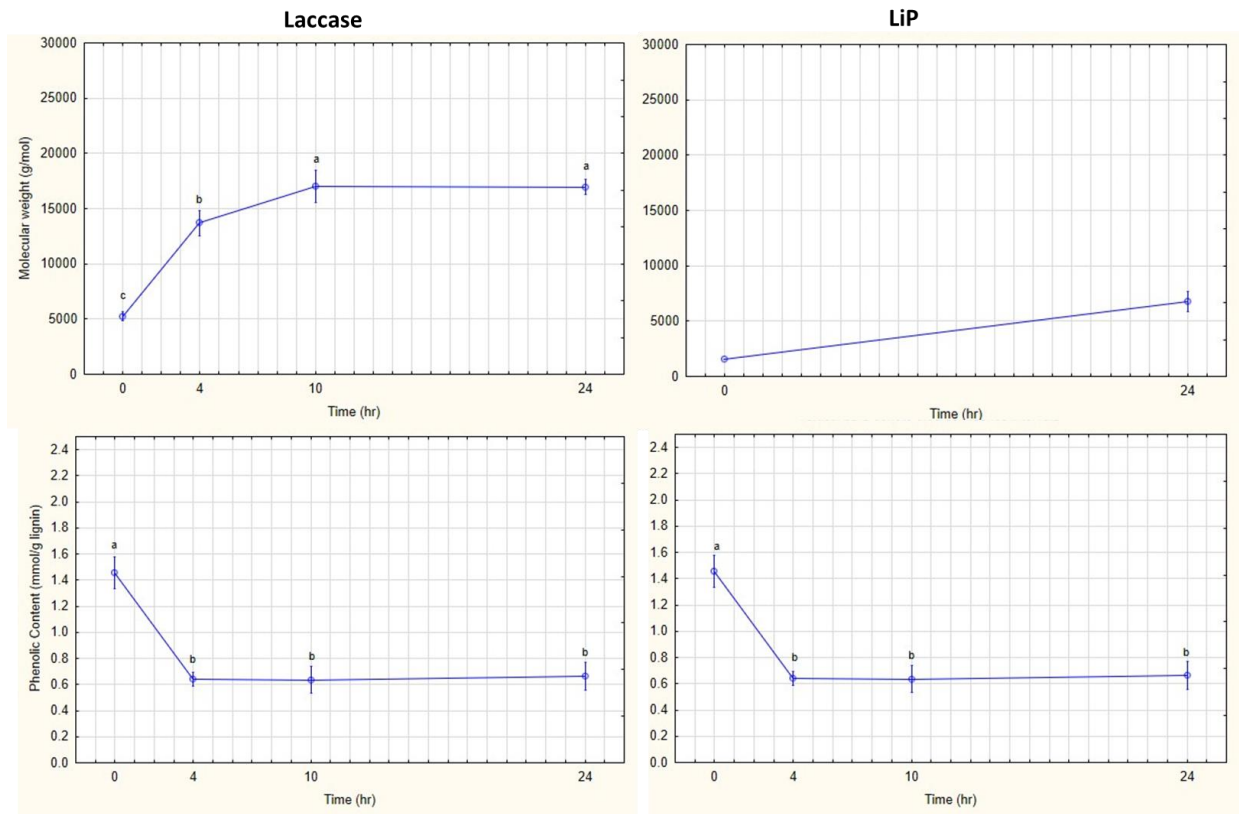 Laccase
LiP
30000
25000
20000
15000
10000
5000
0
Molecular weight (g/mol)
c
b
a
a
0 4 10 24
Time (hr)
30000
25000
20000
15000
10000
5000
0
0 24
Time (hr)
2.4
2.2
2.0
1.8
1.6
1.4
1.2
1.0
0.8
0.6
0.4
0.2
0.0
Phenolic Content (mmol/g lignin)
a
b
b
b
0 4 10 24
Time (hr)
2.4
2.2
2.0
1.8
1.6
1.4
1.2
1.0
0.8
0.6
0.4
0.2
0.0
a
b
b
b
0 4 10 24
Time (hr)